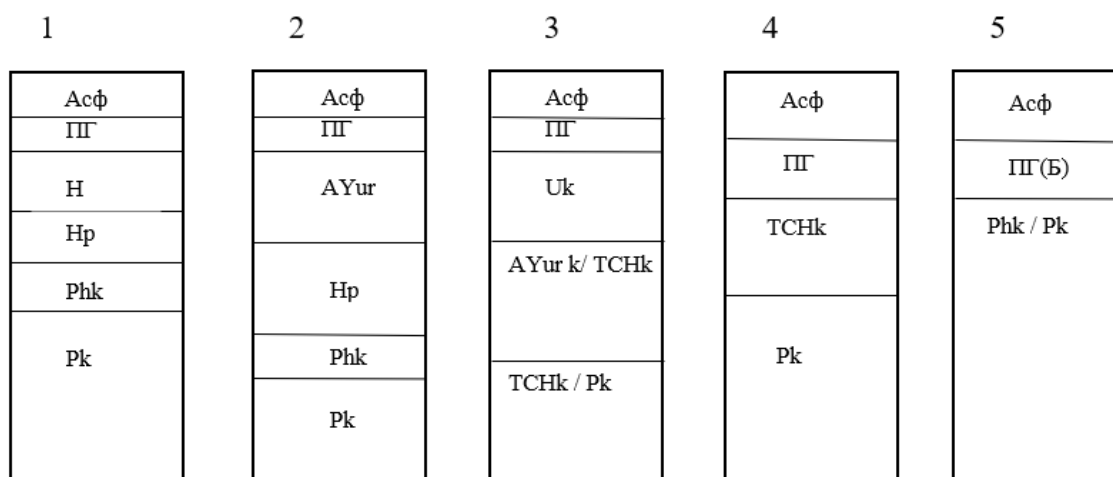 1
2
3
4
5
Асф
ПГ
H
Hp
Phk
Pk
Асф
ПГ
AYur
Hp
Phk
Pk
Асф
ПГ
Uk
AYur k/ TCHk
TCHk / Pk
Асф
ПГ
TCHk
Pk
Асф
ПГ(Б)
Phk / Pk